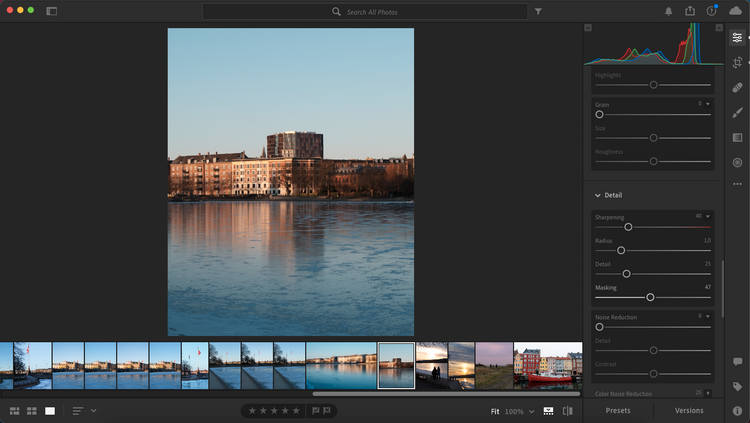 Search All Photos
Highlights
Grain 0
Size
Roughness
Detail
Sharpening 40
Radius 1,0
Detail 25
Masking 47
Noise Reduction 0
Detail
Contrast
Color Noise Reduction 25
Fit 100%
Presets Versions